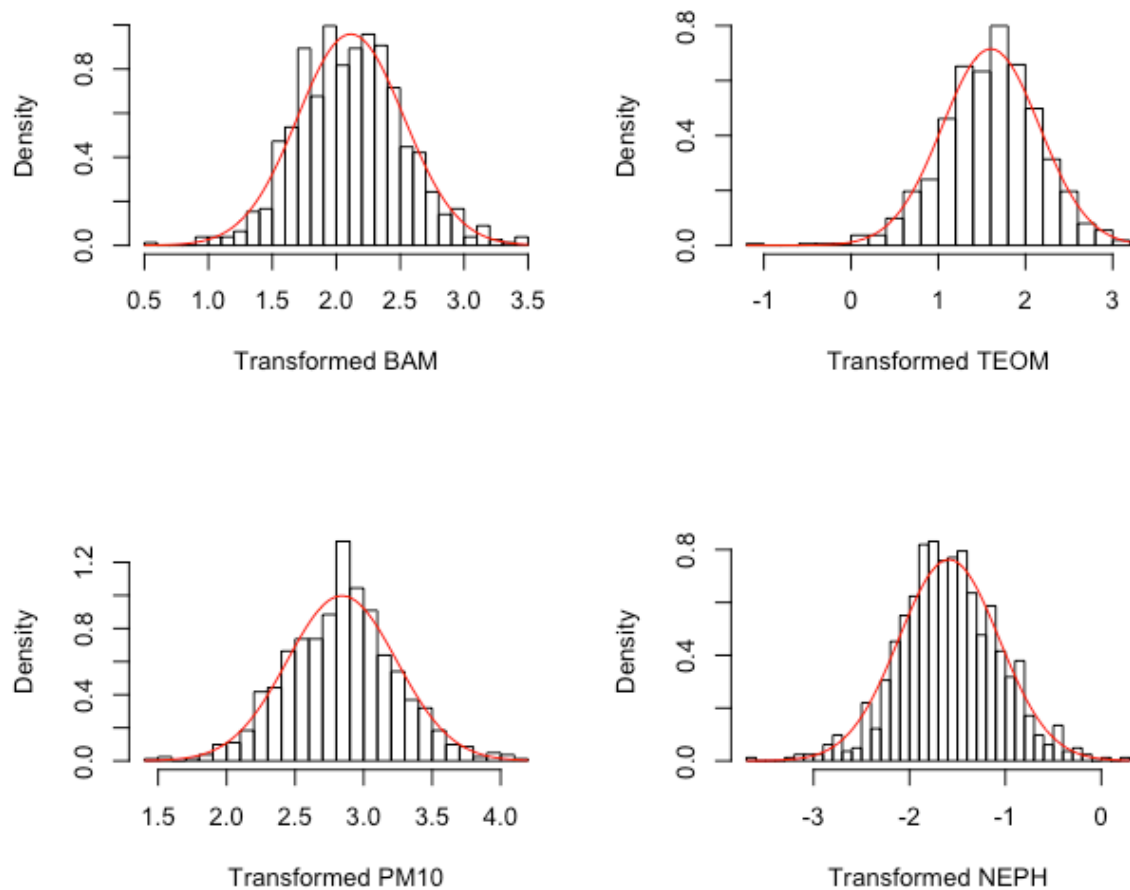 Density
0.0 0.4 0.8
0.5 1.0 1.5 2.0 2.5 3.0 3.5
Transformed BAM
Density
0.0 0.4 0.8
-1 0 1 2 3
Transformed TEOM
Density
0.0 0.4 0.8 1.2
1.5 2.0 2.5 3.0 3.5 4.0
Transformed PM10
Density
0.0 0.4 0.8
-3 -2 -1 0
Transformed NEPH